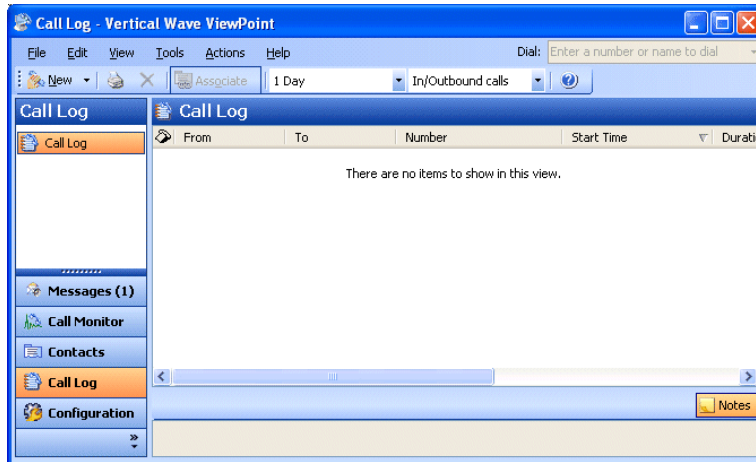 Call Log - Vertical Wave ViewPoint
File Edit View Tools Actions Help Dial: Enter a number or name to dial
New Associate 1 Day In/Outbound calls
Call Log
Call Log
Call Log
From To Number Start Time Durati
There are no items to show in this view.
Messages (1)
Call Monitor
Contacts
Call Log
Configuration
Notes